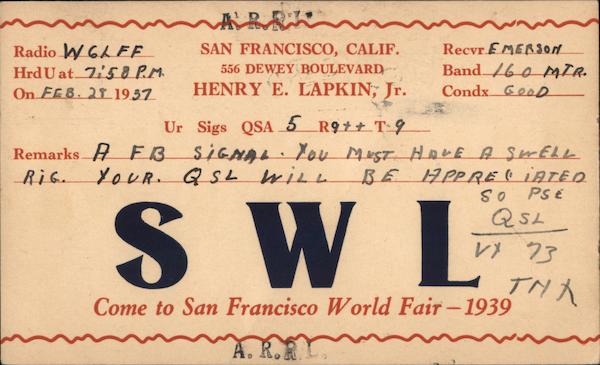 A.R.R.L.
Radio W6LFF SAN FRANCISCO, CALIF. Recvr EMERSON
Hrd U at 7:58 P.M. 556 DEWEY BOULEVARD Band 160 MTR.
On FEB. 28 1937 HENRY E. LAPKIN, Jr. Condx GOOD
Ur Sigs QSA 5 R9++ T-9
Remarks A FB SIGNAL. YOU MUST HAVE A SWELL
RIG. YOUR. QSL WILL BE APPRECIATED
SO PSE
QSL
VY 73
TNX
SWL
Come to San Francisco World Fair—1939
A.R.R.L.